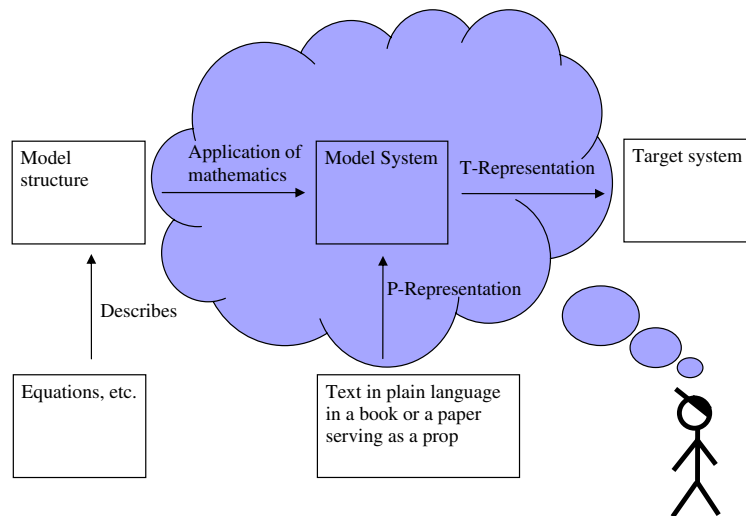 Model
structure
Application of
mathematics
Model System
T-Representation
Target system
Describes
P-Representation
Equations, etc.
Text in plain language
in a book or a paper
serving as a prop